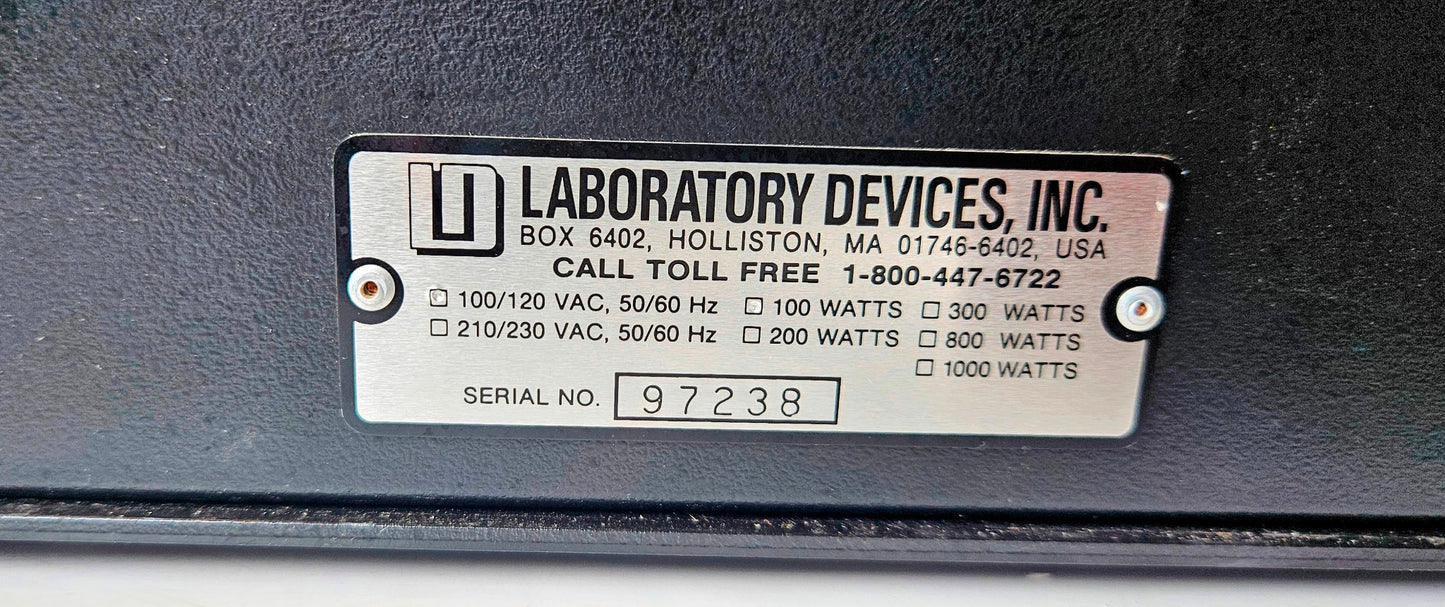 LD LABORATORY DEVICES, INC.
BOX 6402, HOLLISTON, MA 01746-6402, USA
CALL TOLL FREE 1-800-447-6722
100/120 VAC, 50/60 Hz 100 WATTS 300 WATTS
210/230 VAC, 50/60 Hz 200 WATTS 800 WATTS
1000 WATTS
SERIAL NO. 97238